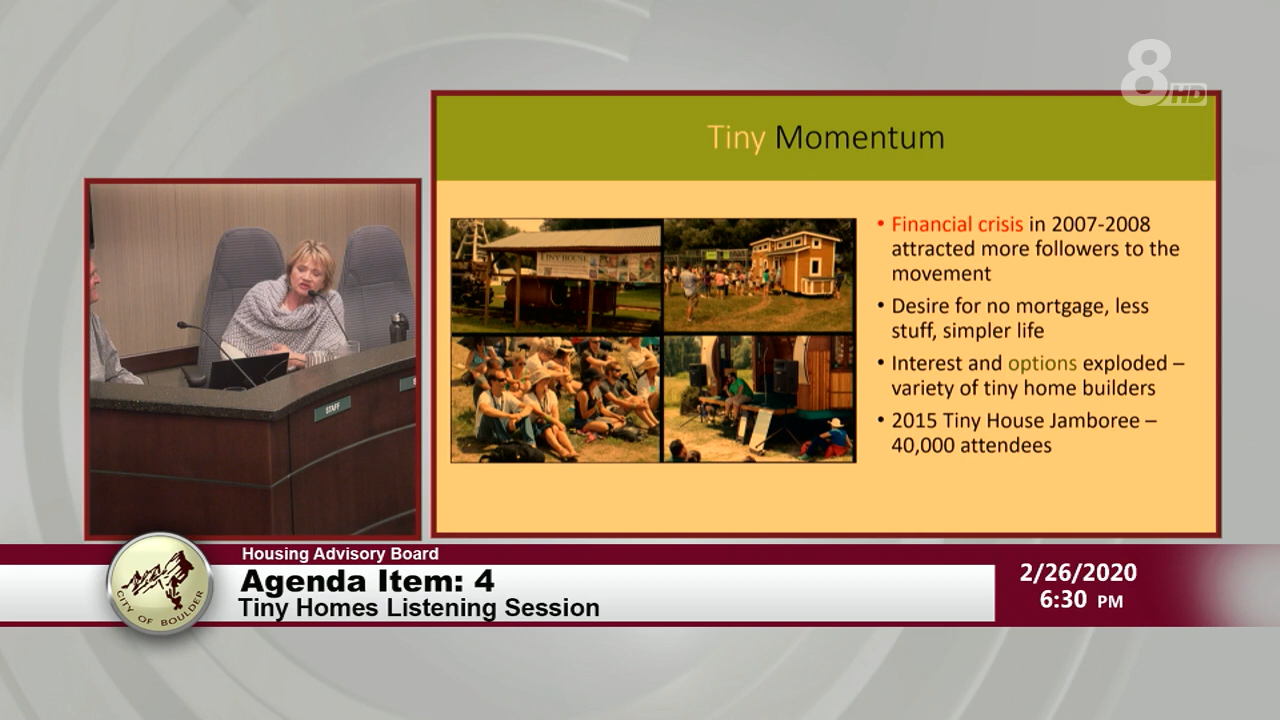 8
HD
Tiny Momentum
• Financial crisis in 2007-2008
attracted more followers to the
movement
• Desire for no mortgage, less
stuff, simpler life
• Interest and options exploded –
variety of tiny home builders
• 2015 Tiny House Jamboree –
40,000 attendees
TINY HOUSE
STAFF
Housing Advisory Board
Agenda Item: 4
Tiny Homes Listening Session
CITY OF BOULDER
2/26/2020
6:30 PM